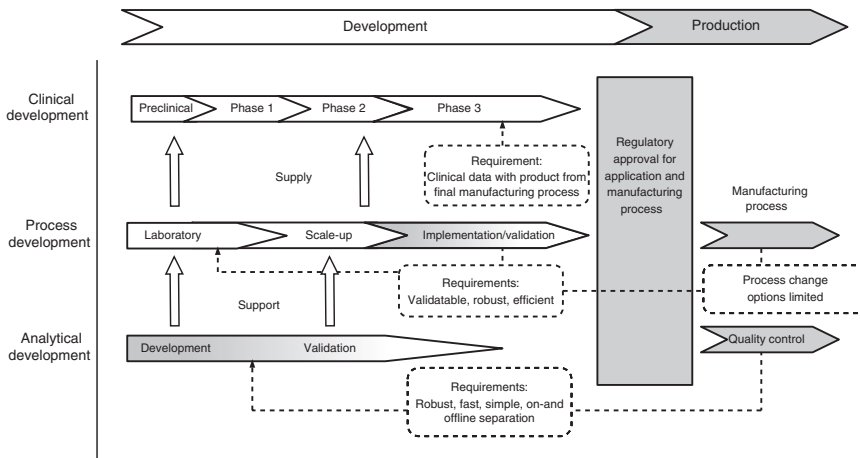 Development
Production
Clinical
development
Preclinical
Phase 1
Phase 2
Phase 3
Requirement:
Clinical data with product from
final manufacturing process
Supply
Regulatory
approval for
application and
manufacturing
process
Manufacturing
process
Process
development
Laboratory
Scale-up
Implementation/validation
Requirements:
Validatable, robust, efficient
Process change
options limited
Support
Analytical
development
Development
Validation
Quality control
Requirements:
Robust, fast, simple, on-and
offline separation